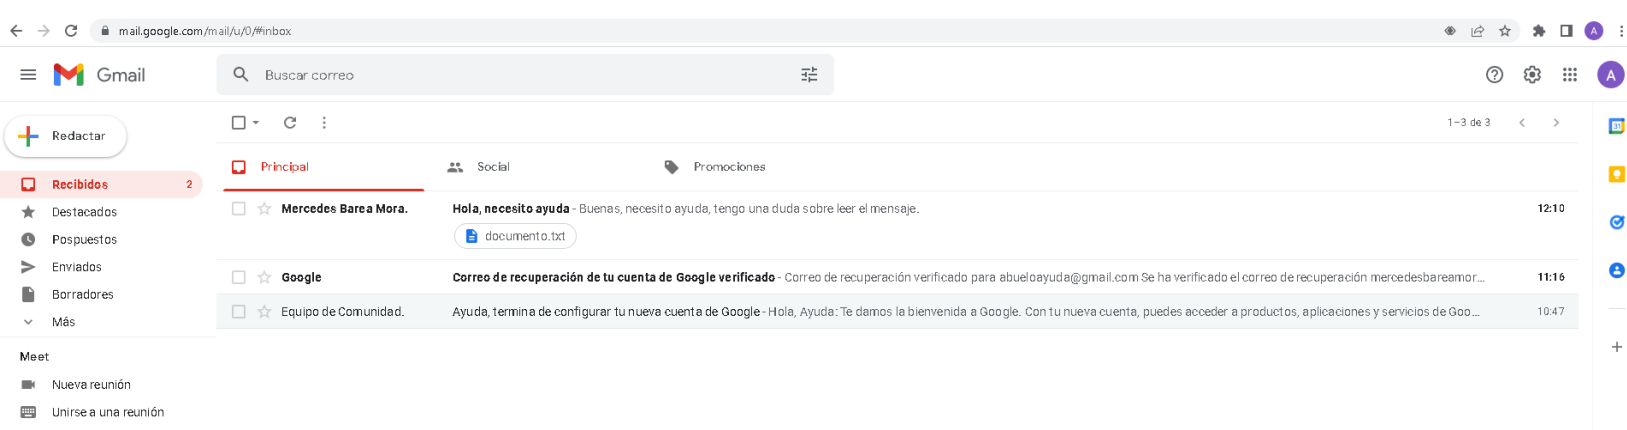 mail.google.com/mail/u/0/#inbox
A
Gmail
Buscar correo
A
Redactar
1–3 de 3
Principal
Social
Promociones
Recibidos 2
Destacados
Pospuestos
Enviados
Borradores
Más
Mercedes Barea Mora. Hola, necesito ayuda - Buenas, necesito ayuda, tengo una duda sobre leer el mensaje. 12:10
documento.txt
Google Correo de recuperación de tu cuenta de Google verificado - Correo de recuperación verificado para abueloayuda@gmail.com Se ha verificado el correo de recuperación mercedesbareamor... 11:16
Equipo de Comunidad. Ayuda, termina de configurar tu nueva cuenta de Google - Hola, Ayuda: Te damos la bienvenida a Google. Con tu nueva cuenta, puedes acceder a productos, aplicaciones y servicios de Goo... 10:47
Meet
Nueva reunión
Unirse a una reunión
31